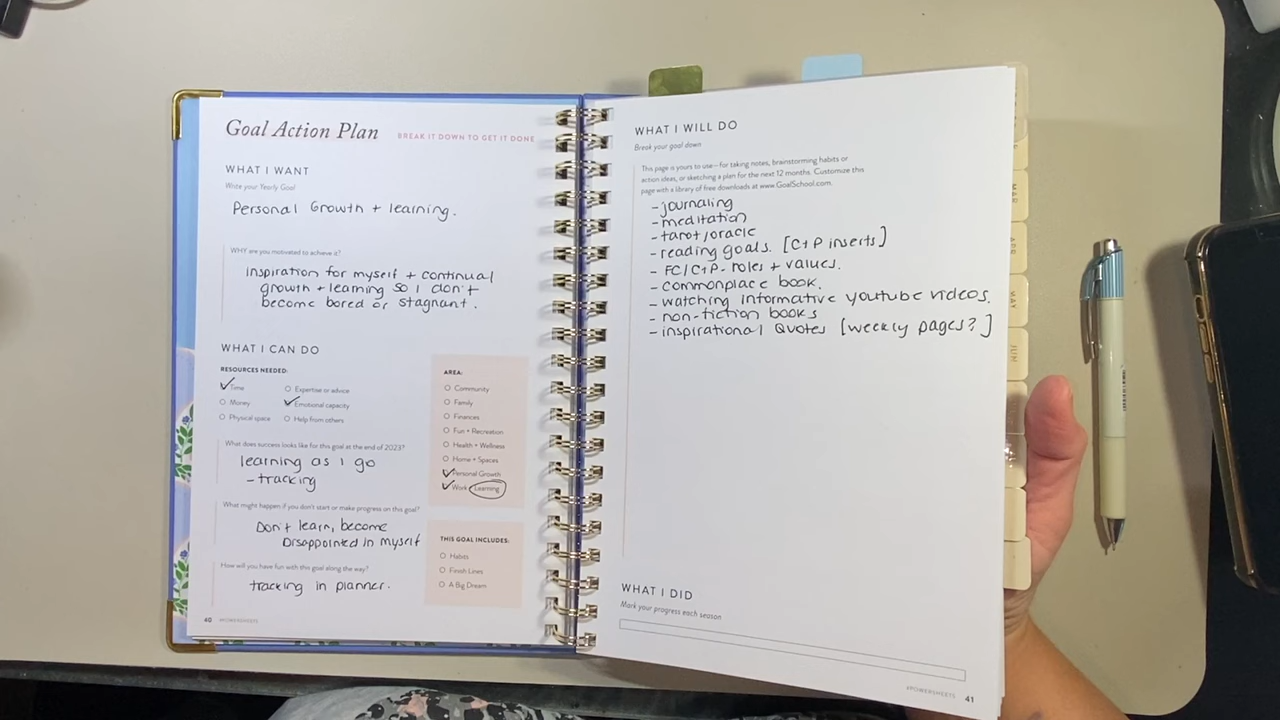 Goal Action Plan
BREAK IT DOWN TO GET IT DONE
WHAT I WANT
Write your Yearly Goal
Personal Growth + learning.
WHY are you motivated to achieve it?
inspiration for myself + continual
growth + learning so I don't
become bored or stagnant.
WHAT I CAN DO
RESOURCES NEEDED:
Time
Expertise or advice
Money
Emotional capacity
Physical space
Help from others
What does success looks like for this goal at the end of 2023?
learning as I go
- tracking
What might happen if you don't start or make progress on this goal?
Don't learn, become
Disappointed in myself
How will you have fun with this goal along the way?
tracking in planner.
AREA:
Community
Family
Finances
Fun + Recreation
Health + Wellness
Home + Spaces
Personal Growth
Work + Learning
THIS GOAL INCLUDES:
Habits
Finish Lines
A Big Dream
40 #POWERSHEETS
WHAT I WILL DO
Break your goal down
This page is yours to use—for taking notes, brainstorming habits or
action ideas, or sketching a plan for the next 12 months. Customize this
page with a library of free downloads at www.GoalSchool.com.
- journaling
- meditation
- tarot/oracle
- reading goals. [C+P inserts]
- FC/C+P - roles + values.
- commonplace book.
- watching informative youtube videos.
- non-fiction books
- inspirational Quotes [weekly pages?]
WHAT I DID
Mark your progress each season
#POWERSHEETS 41
MAR
APR
MAY
JUN